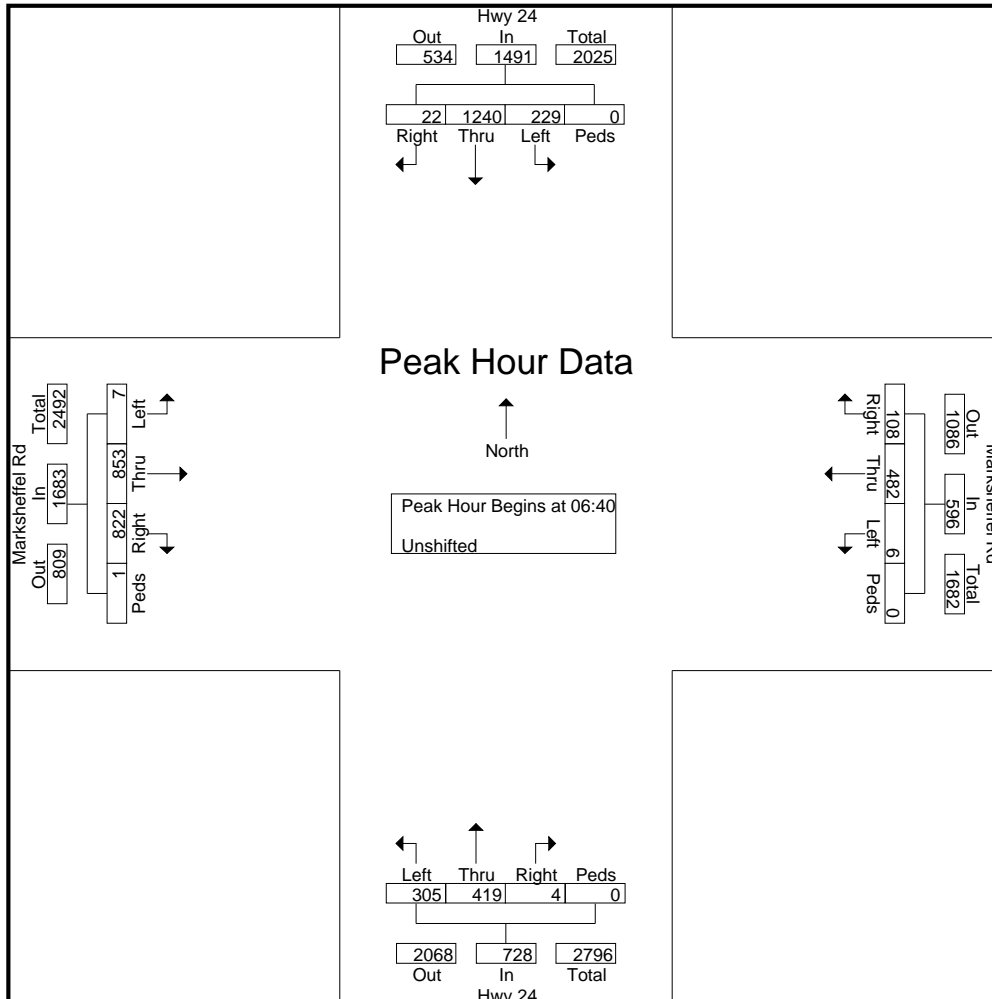 Hwy 24
Out In Total
534 1491 2025
22 1240 229 0
Right Thru Left Peds
Peak Hour Data
North
Peak Hour Begins at 06:40
Unshifted
Marksheffel Rd
Out In Total
809 1683 2492
Left Thru Right Peds
7 853 822 1
Marksheffel Rd
Out In Total
1086 596 1682
Right Thru Left Peds
108 482 6 0
Left Thru Right Peds
305 419 4 0
2068 728 2796
Out In Total
Hwy 24